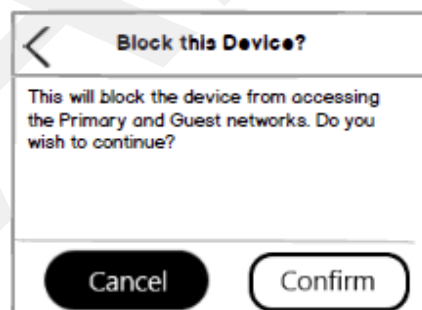 Block this Device?
This will block the device from accessing
the Primary and Guest networks. Do you
wish to continue?
Cancel
Confirm